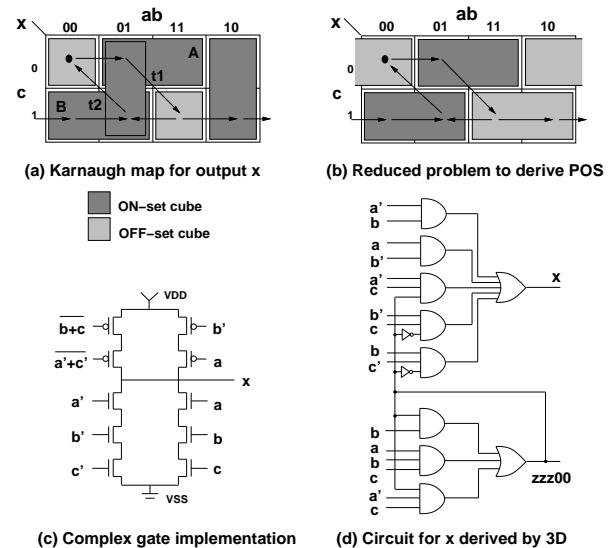 x ab
00 01 11 10
0
A
t1
c
1
B
t2
(a) Karnaugh map for output x
x ab
00 01 11 10
0
c
1
(b) Reduced problem to derive POS
ON−set cube
OFF−set cube
VDD
b+c
b'
a'+c'
a
x
a'
a
b'
b
c'
c
VSS
(c) Complex gate implementation
a'
b
a
b'
a'
c
x
b'
c
b
c'
b
a
b
c
a'
c
zzz00
(d) Circuit for x derived by 3D